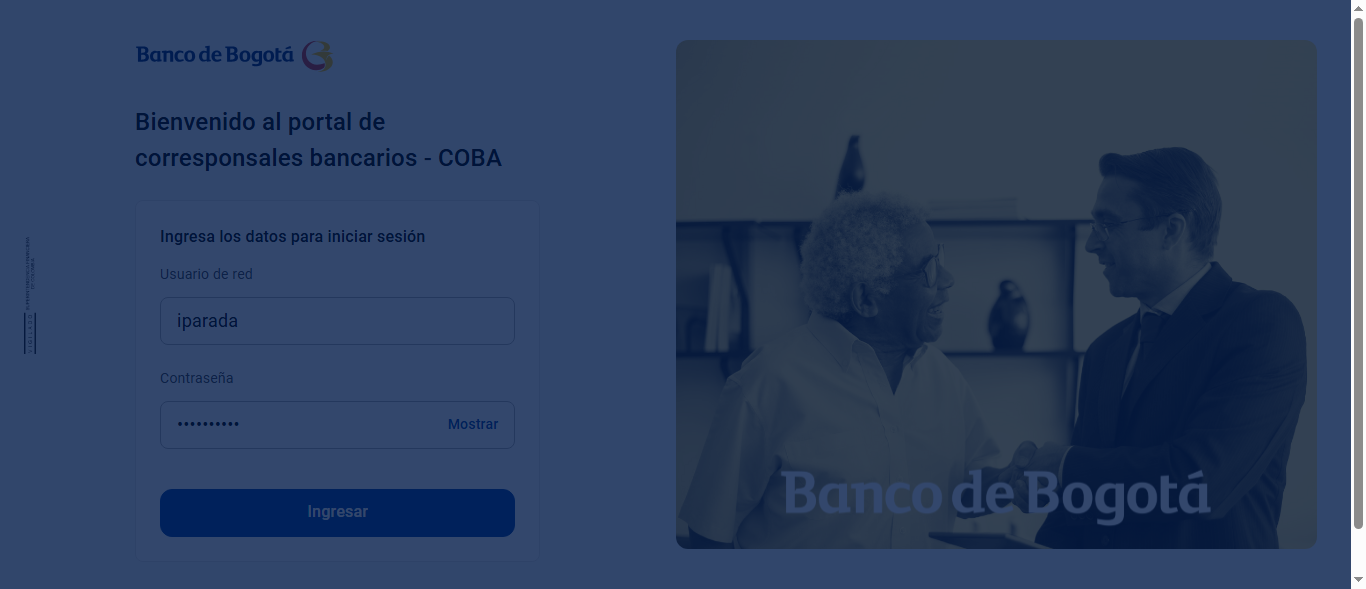 Banco de Bogotá
Bienvenido al portal de
corresponsales bancarios - COBA
Ingresa los datos para iniciar sesión
Usuario de red
iparada
Contraseña
••••••••••
Mostrar
Ingresar
Banco de Bogotá